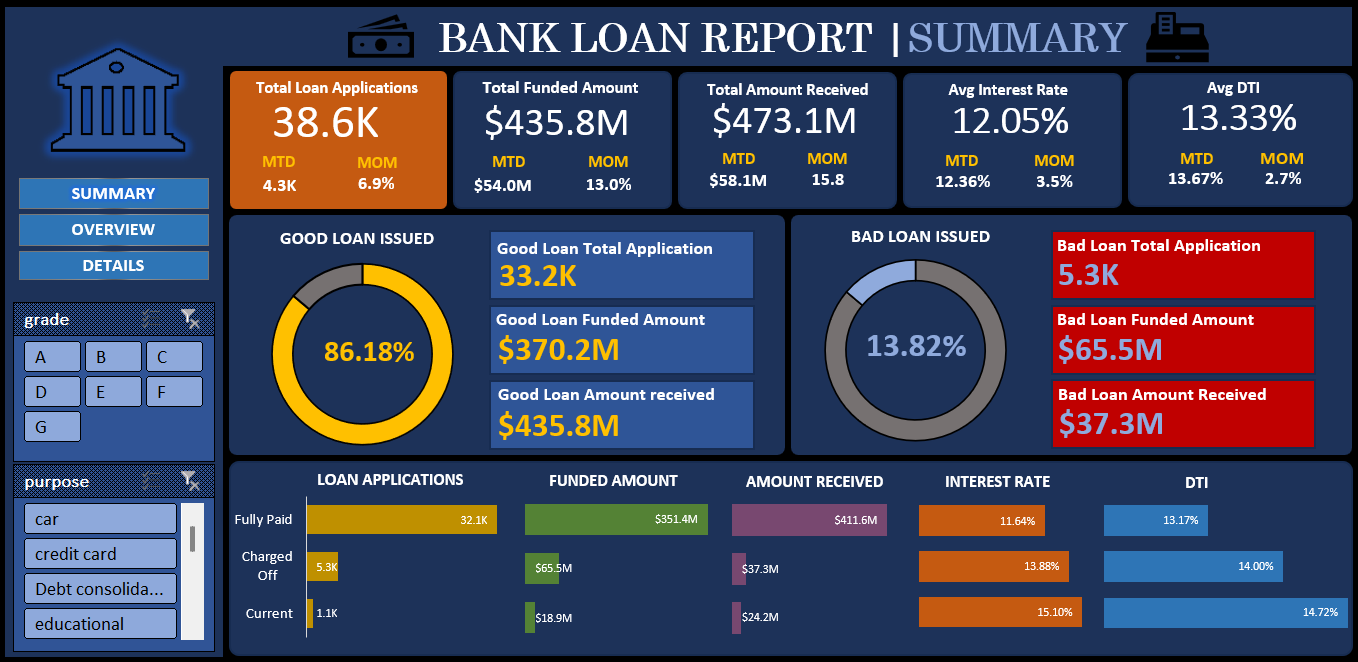 BANK LOAN REPORT |SUMMARY
SUMMARY
OVERVIEW
DETAILS
grade
A B C
D E F
G
purpose
car
credit card
Debt consolida...
educational
Total Loan Applications
38.6K
MTD MOM
4.3K 6.9%
Total Funded Amount
$435.8M
MTD MOM
$54.0M 13.0%
Total Amount Received
$473.1M
MTD MOM
$58.1M 15.8
Avg Interest Rate
12.05%
MTD MOM
12.36% 3.5%
Avg DTI
13.33%
MTD MOM
13.67% 2.7%
GOOD LOAN ISSUED
86.18%
Good Loan Total Application
33.2K
Good Loan Funded Amount
$370.2M
Good Loan Amount received
$435.8M
BAD LOAN ISSUED
13.82%
Bad Loan Total Application
5.3K
Bad Loan Funded Amount
$65.5M
Bad Loan Amount Received
$37.3M
LOAN APPLICATIONS FUNDED AMOUNT AMOUNT RECEIVED INTEREST RATE DTI
Fully Paid 32.1K $351.4M $411.6M 11.64% 13.17%
Charged
Off 5.3K $65.5M $37.3M 13.88% 14.00%
Current 1.1K $18.9M $24.2M 15.10% 14.72%